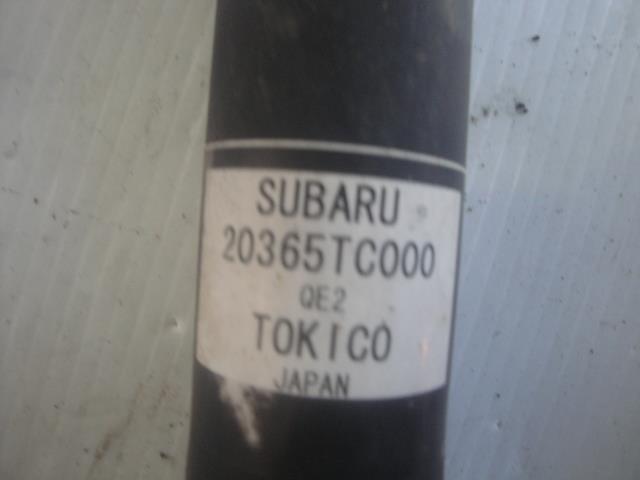 SUBARU
20365TC000
QE2
TOKICO
JAPAN